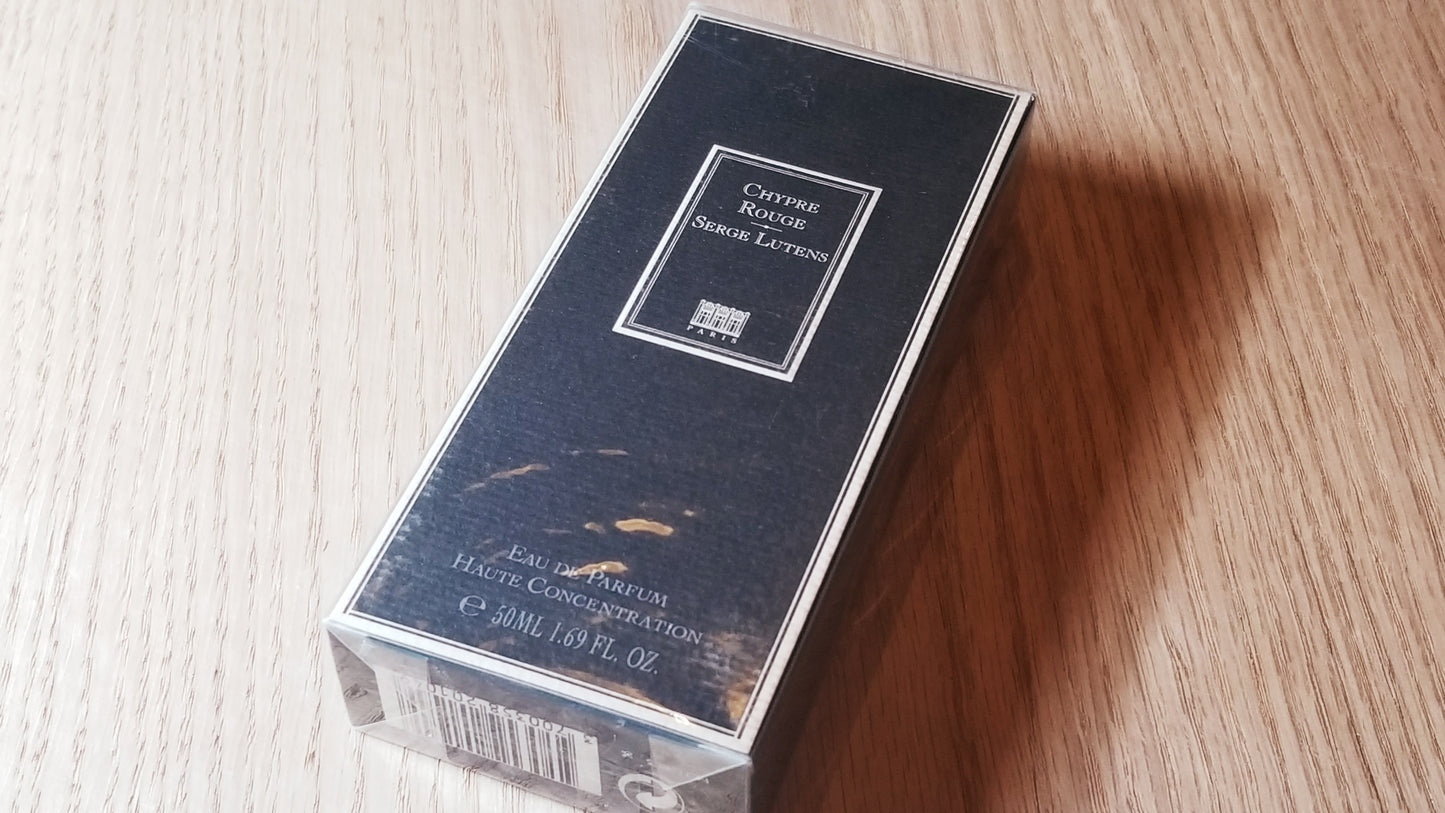 CHYPRE
ROUGE
SERGE LUTENS
PARIS
EAU DE PARFUM
HAUTE CONCENTRATION
℮ 50ML 1.69 FL. OZ.